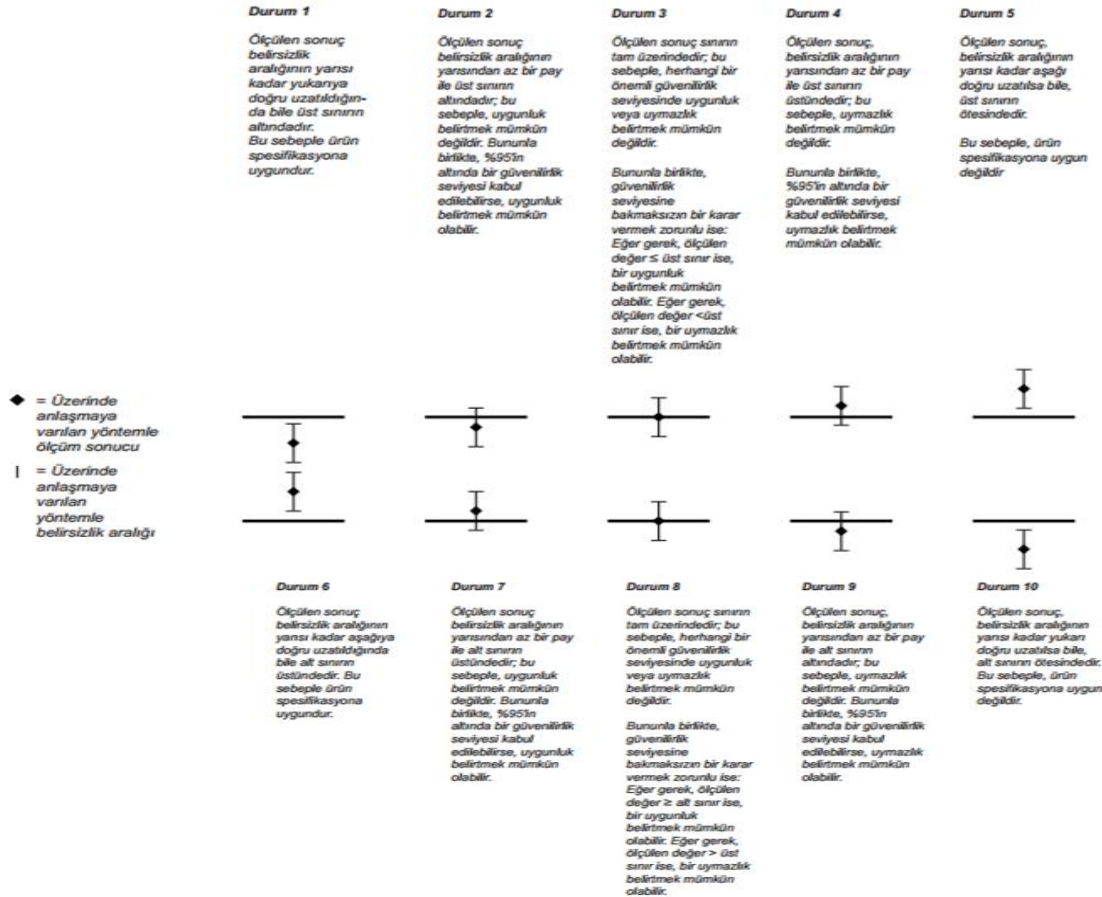 Durum 1
Ölçülen sonuç
belirsizlik
aralığının yarısı
kadar yukarıya
doğru uzatıldığın-
da bile üst sınırın
altındadır.
Bu sebeple ürün
spesifikasyona
uygundur.
Durum 2
Ölçülen sonuç,
belirsizlik aralığının
yarısından az bir pay
ile üst sınırın
altındadır; bu
sebeple, uygunluk
belirtmek mümkün
değildir. Bununla
birlikte, %95'in
altında bir güvenilirlik
seviyesi kabul
edilebilirse, uygunluk
belirtmek mümkün
olabilir.
Durum 3
Ölçülen sonuç sınırın
tam üzerindedir; bu
sebeple, herhangi bir
önemli güvenilirlik
seviyesinde uygunluk
veya uymazlık
belirtmek mümkün
değildir.
Bununla birlikte,
güvenilirlik
seviyesine
bakmaksızın bir karar
vermek zorunlu ise:
Eğer gerek, ölçülen
değer ≤ üst sınır ise,
bir uygunluk
belirtmek mümkün
olabilir. Eğer gerek,
ölçülen değer <üst
sınır ise, bir uymazlık
belirtmek mümkün
olabilir.
Durum 4
Ölçülen sonuç,
belirsizlik aralığının
yarısından az bir pay
ile üst sınırın
üstündedir; bu
sebeple, uymazlık
belirtmek mümkün
değildir.
Bununla birlikte,
%95'in altında bir
güvenilirlik seviyesi
kabul edilebilirse,
uymazlık belirtmek
mümkün olabilir.
Durum 5
Ölçülen sonuç,
belirsizlik aralığının
yarısı kadar aşağı
doğru uzatılsa bile,
üst sınırın
ötesindedir.
Bu sebeple, ürün
spesifikasyona uygun
değildir
= Üzerinde
anlaşmaya
varılan yöntemle
ölçüm sonucu
= Üzerinde
anlaşmaya
varılan
yöntemle
belirsizlik aralığı
Durum 6
Ölçülen sonuç
belirsizlik aralığının
yarısı kadar aşağıya
doğru uzatıldığında
bile alt sınırın
üstündedir. Bu
sebeple ürün
spesifikasyona
uygundur.
Durum 7
Ölçülen sonuç
belirsizlik aralığının
yarısından az bir pay
ile alt sınırın
üstündedir; bu
sebeple, uygunluk
belirtmek mümkün
değildir. Bununla
birlikte, %95'in
altında bir güvenilirlik
seviyesi kabul
edilebilirse, uygunluk
belirtmek mümkün
olabilir.
Durum 8
Ölçülen sonuç sınırın
tam üzerindedir; bu
sebeple, herhangi bir
önemli güvenilirlik
seviyesinde uygunluk
veya uymazlık
belirtmek mümkün
değildir.
Bununla birlikte,
güvenilirlik
seviyesine
bakmaksızın bir karar
vermek zorunlu ise:
Eğer gerek, ölçülen
değer ≥ alt sınır ise,
bir uygunluk
belirtmek mümkün
olabilir. Eğer gerek,
ölçülen değer > üst
sınır ise, bir uymazlık
belirtmek mümkün
olabilir.
Durum 9
Ölçülen sonuç,
belirsizlik aralığının
yarısından az bir pay
ile alt sınırın
altındadır; bu
sebeple, uymazlık
belirtmek mümkün
değildir. Bununla
birlikte, %95'in
altında bir güvenilirlik
seviyesi kabul
edilebilirse, uymazlık
belirtmek mümkün
olabilir.
Durum 10
Ölçülen sonuç,
belirsizlik aralığının
yarısı kadar yukarı
doğru uzatılsa bile,
alt sınırın ötesindedir.
Bu sebeple, ürün
spesifikasyona uygun
değildir.